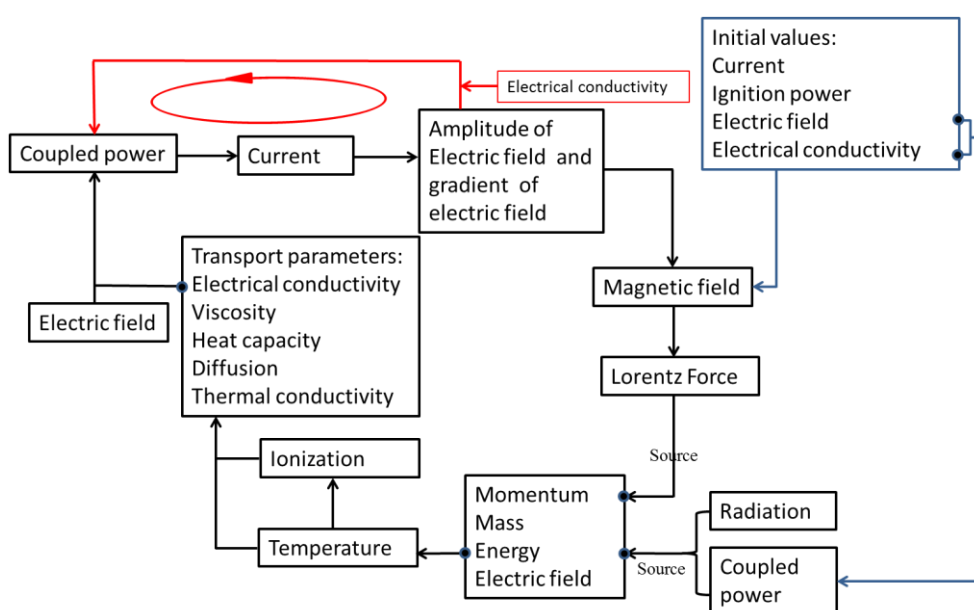 Initial values:
Current
Ignition power
Electric field
Electrical conductivity
Electrical conductivity
Coupled power
Current
Amplitude of
Electric field and
gradient of
electric field
Transport parameters:
Electrical conductivity
Viscosity
Heat capacity
Diffusion
Thermal conductivity
Electric field
Magnetic field
Lorentz Force
Source
Ionization
Momentum
Mass
Energy
Electric field
Temperature
Source
Radiation
Coupled
power